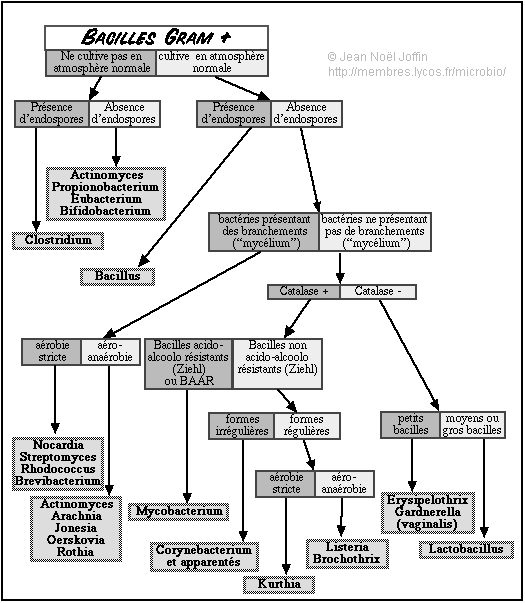 BACILLES GRAM +
Ne cultive pas en
atmosphère normale
cultive en atmosphère
normale
© Jean Noël Joffin
http://membres.lycos.fr/microbio/
Présence
d'endospores
Absence
d'endospores
Présence
d'endospores
Absence
d'endospores
Actinomyces
Propionobacterium
Eubacterium
Bifidobacterium
Clostridium
Bacillus
bactéries présentant
des branchements
("mycélium")
bactéries ne présentant
pas de branchements
("mycélium")
Catalase +
Catalase -
aérobie
stricte
aéro-
anaérobie
Bacilles acido-
alcoolo résistants
(Ziehl)
ou BAAR
Bacilles non
acido-alcoolo
résistants (Ziehl)
formes
irrégulières
formes
régulières
petits
bacilles
moyens ou
gros bacilles
Nocardia
Streptomyces
Rhodococcus
Brevibacterium
aérobie
stricte
aéro-
anaérobie
Actinomyces
Arachnia
Jonesia
Oerskovia
Rothia
Mycobacterium
Erysipelothrix
Gardnerella
(vaginalis)
Corynebacterium
et apparentés
Listeria
Brochothrix
Lactobacillus
Kurthia